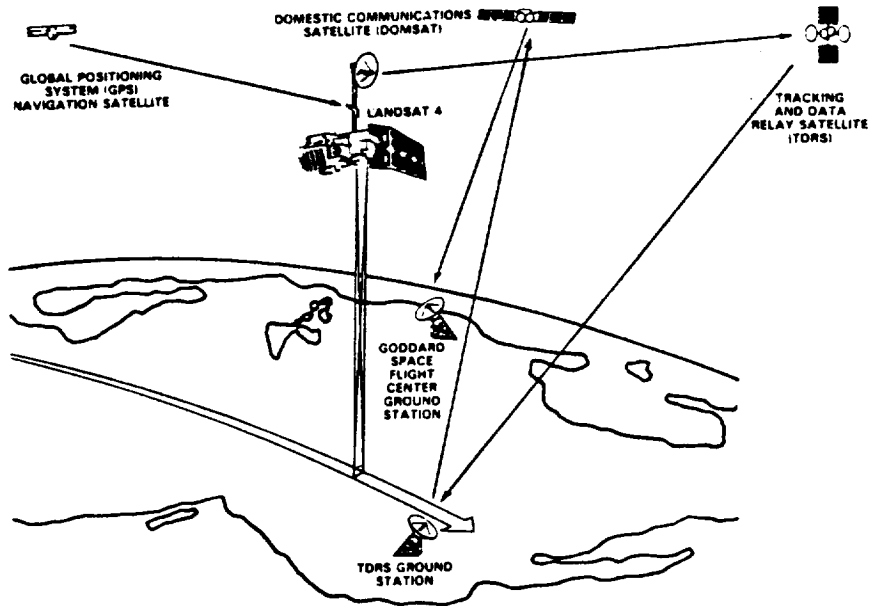 DOMESTIC COMMUNICATIONS
SATELLITE (DOMSAT)
GLOBAL POSITIONING
SYSTEM (GPS)
NAVIGATION SATELLITE
LANDSAT 4
TRACKING
AND DATA
RELAY SATELLITE
(TDRS)
GODDARD
SPACE
FLIGHT
CENTER
GROUND
STATION
TDRS GROUND
STATION